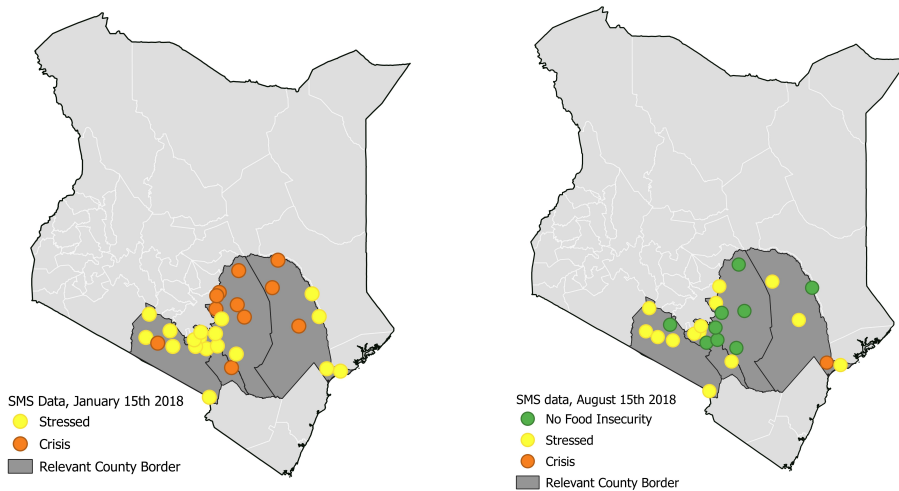 SMS Data, January 15th 2018
Stressed
Crisis
Relevant County Border
SMS data, August 15th 2018
No Food Insecurity
Stressed
Crisis
Relevant County Border